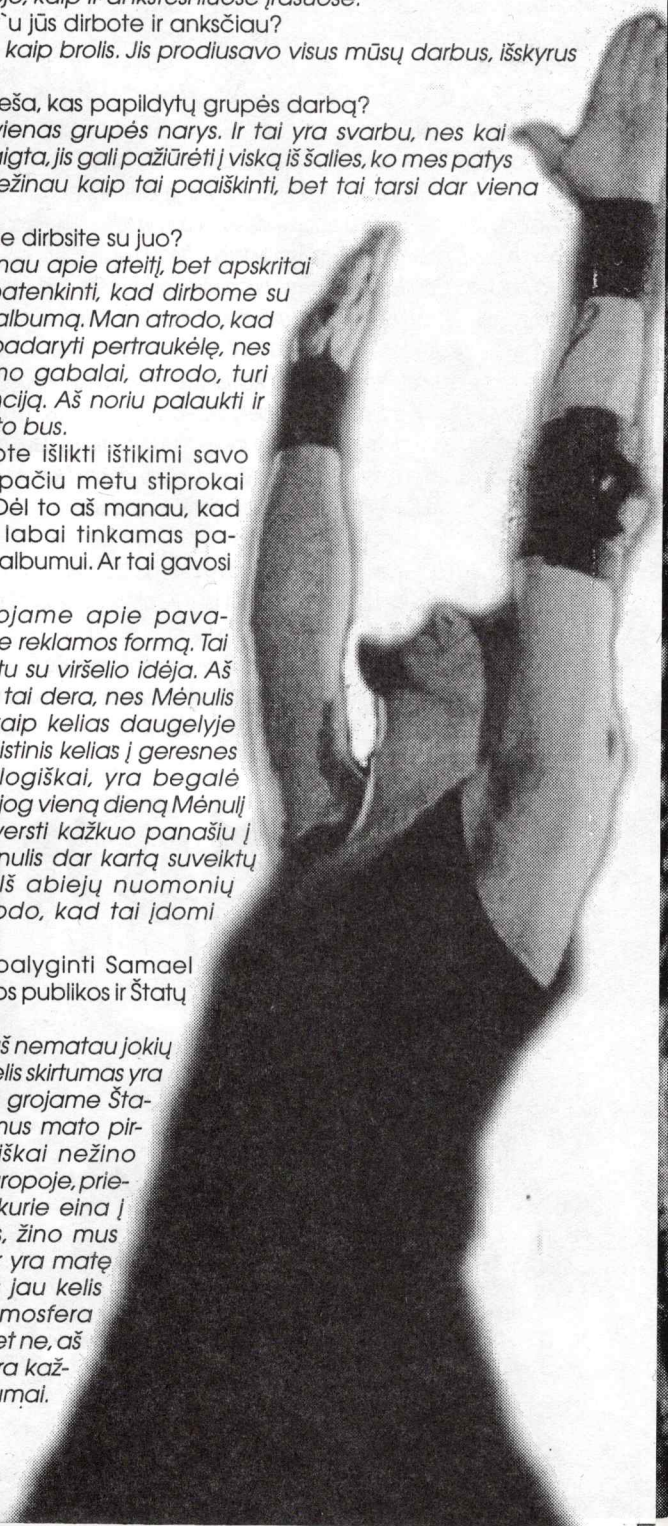 kaip ir ankstesniuose įrašuose.
`u jūs dirbote ir anksčiau?
kaip brolis. Jis prodiusavo visus mūsų darbus, išskyrus
eša, kas papildytų grupės darbą?
vienas grupės narys. Ir tai yra svarbu, nes kai
aigta, jis gali pažiūrėti į viską iš šalies, ko mes patys
ežinau kaip tai paaiškinti, bet tai tarsi dar viena
e dirbsite su juo?
nau apie ateitį, bet apskritai
patenkinti, kad dirbome su
albumą. Man atrodo, kad
padaryti pertraukėlę, nes
no gabalai, atrodo, turi
nciją. Aš noriu palaukti ir
to bus.
ote išlikti ištikimi savo
pačiu metu stiprokai
Dėl to aš manau, kad
labai tinkamas pa-
albumui. Ar tai gavosi
ojame apie pava-
e reklamos formą. Tai
tu su viršelio idėja. Aš
tai dera, nes Mėnulis
aip kelias daugelyje
istinis kelias į geresnes
logiškai, yra begalė
jog vieną dieną Mėnulį
versti kažkuo panašiu į
nulis dar kartą suveiktų
Iš abiejų nuomonių
odo, kad tai įdomi
palyginti Samael
os publikos ir Štatų
š nematau jokių
elis skirtumas yra
grojame Šta-
mus mato pir-
iškai nežino
uropoje, prie-
kurie eina į
s, žino mus
r yra matę
jau kelis
mosfera
et ne, aš
ra kaž-
umai.